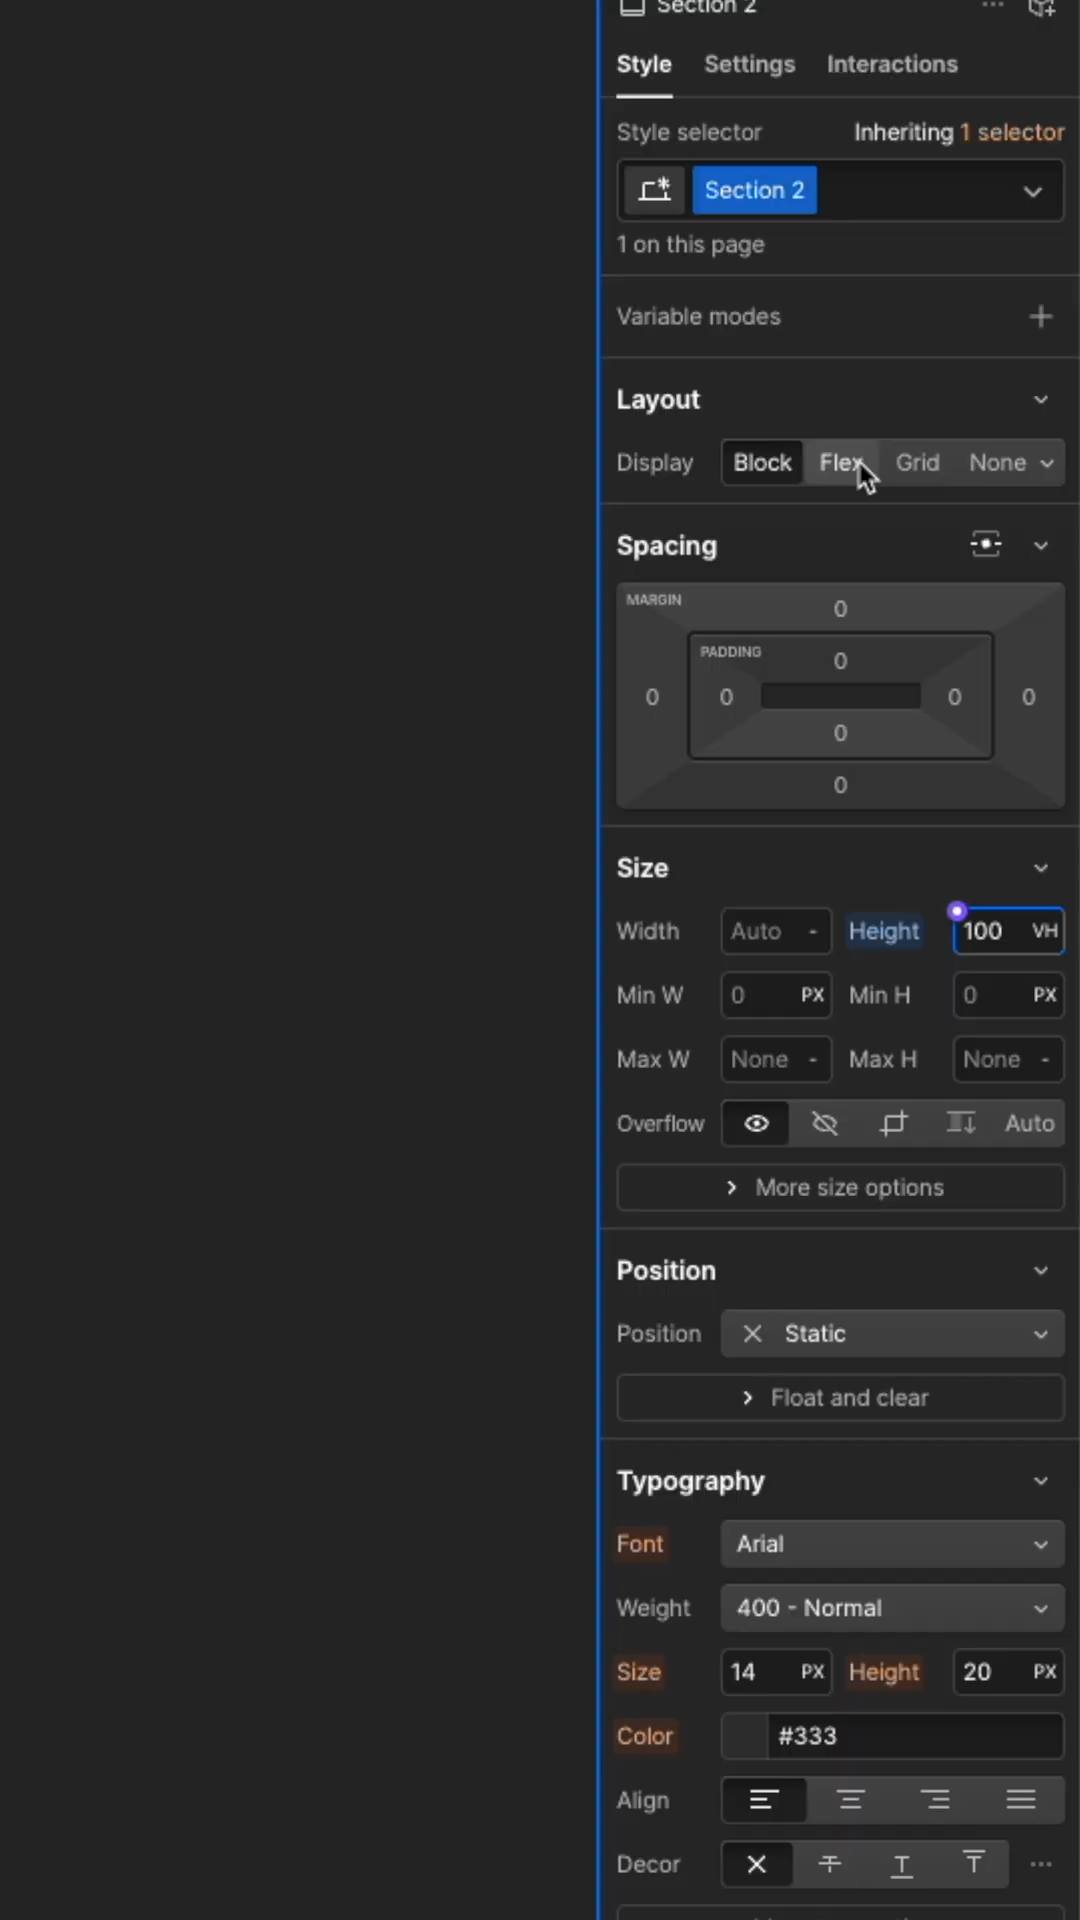 Section 2
Style Settings Interactions
Style selector Inheriting 1 selector
Section 2
1 on this page
Variable modes
Layout
Display Block Flex Grid None
Spacing
MARGIN
0
PADDING
0
0 0 0 0
0
0
Size
Width Auto - Height 100 VH
Min W 0 PX Min H 0 PX
Max W None - Max H None -
Overflow Auto
More size options
Position
Position Static
Float and clear
Typography
Font Arial
Weight 400 - Normal
Size 14 PX Height 20 PX
Color #333
Align
Decor